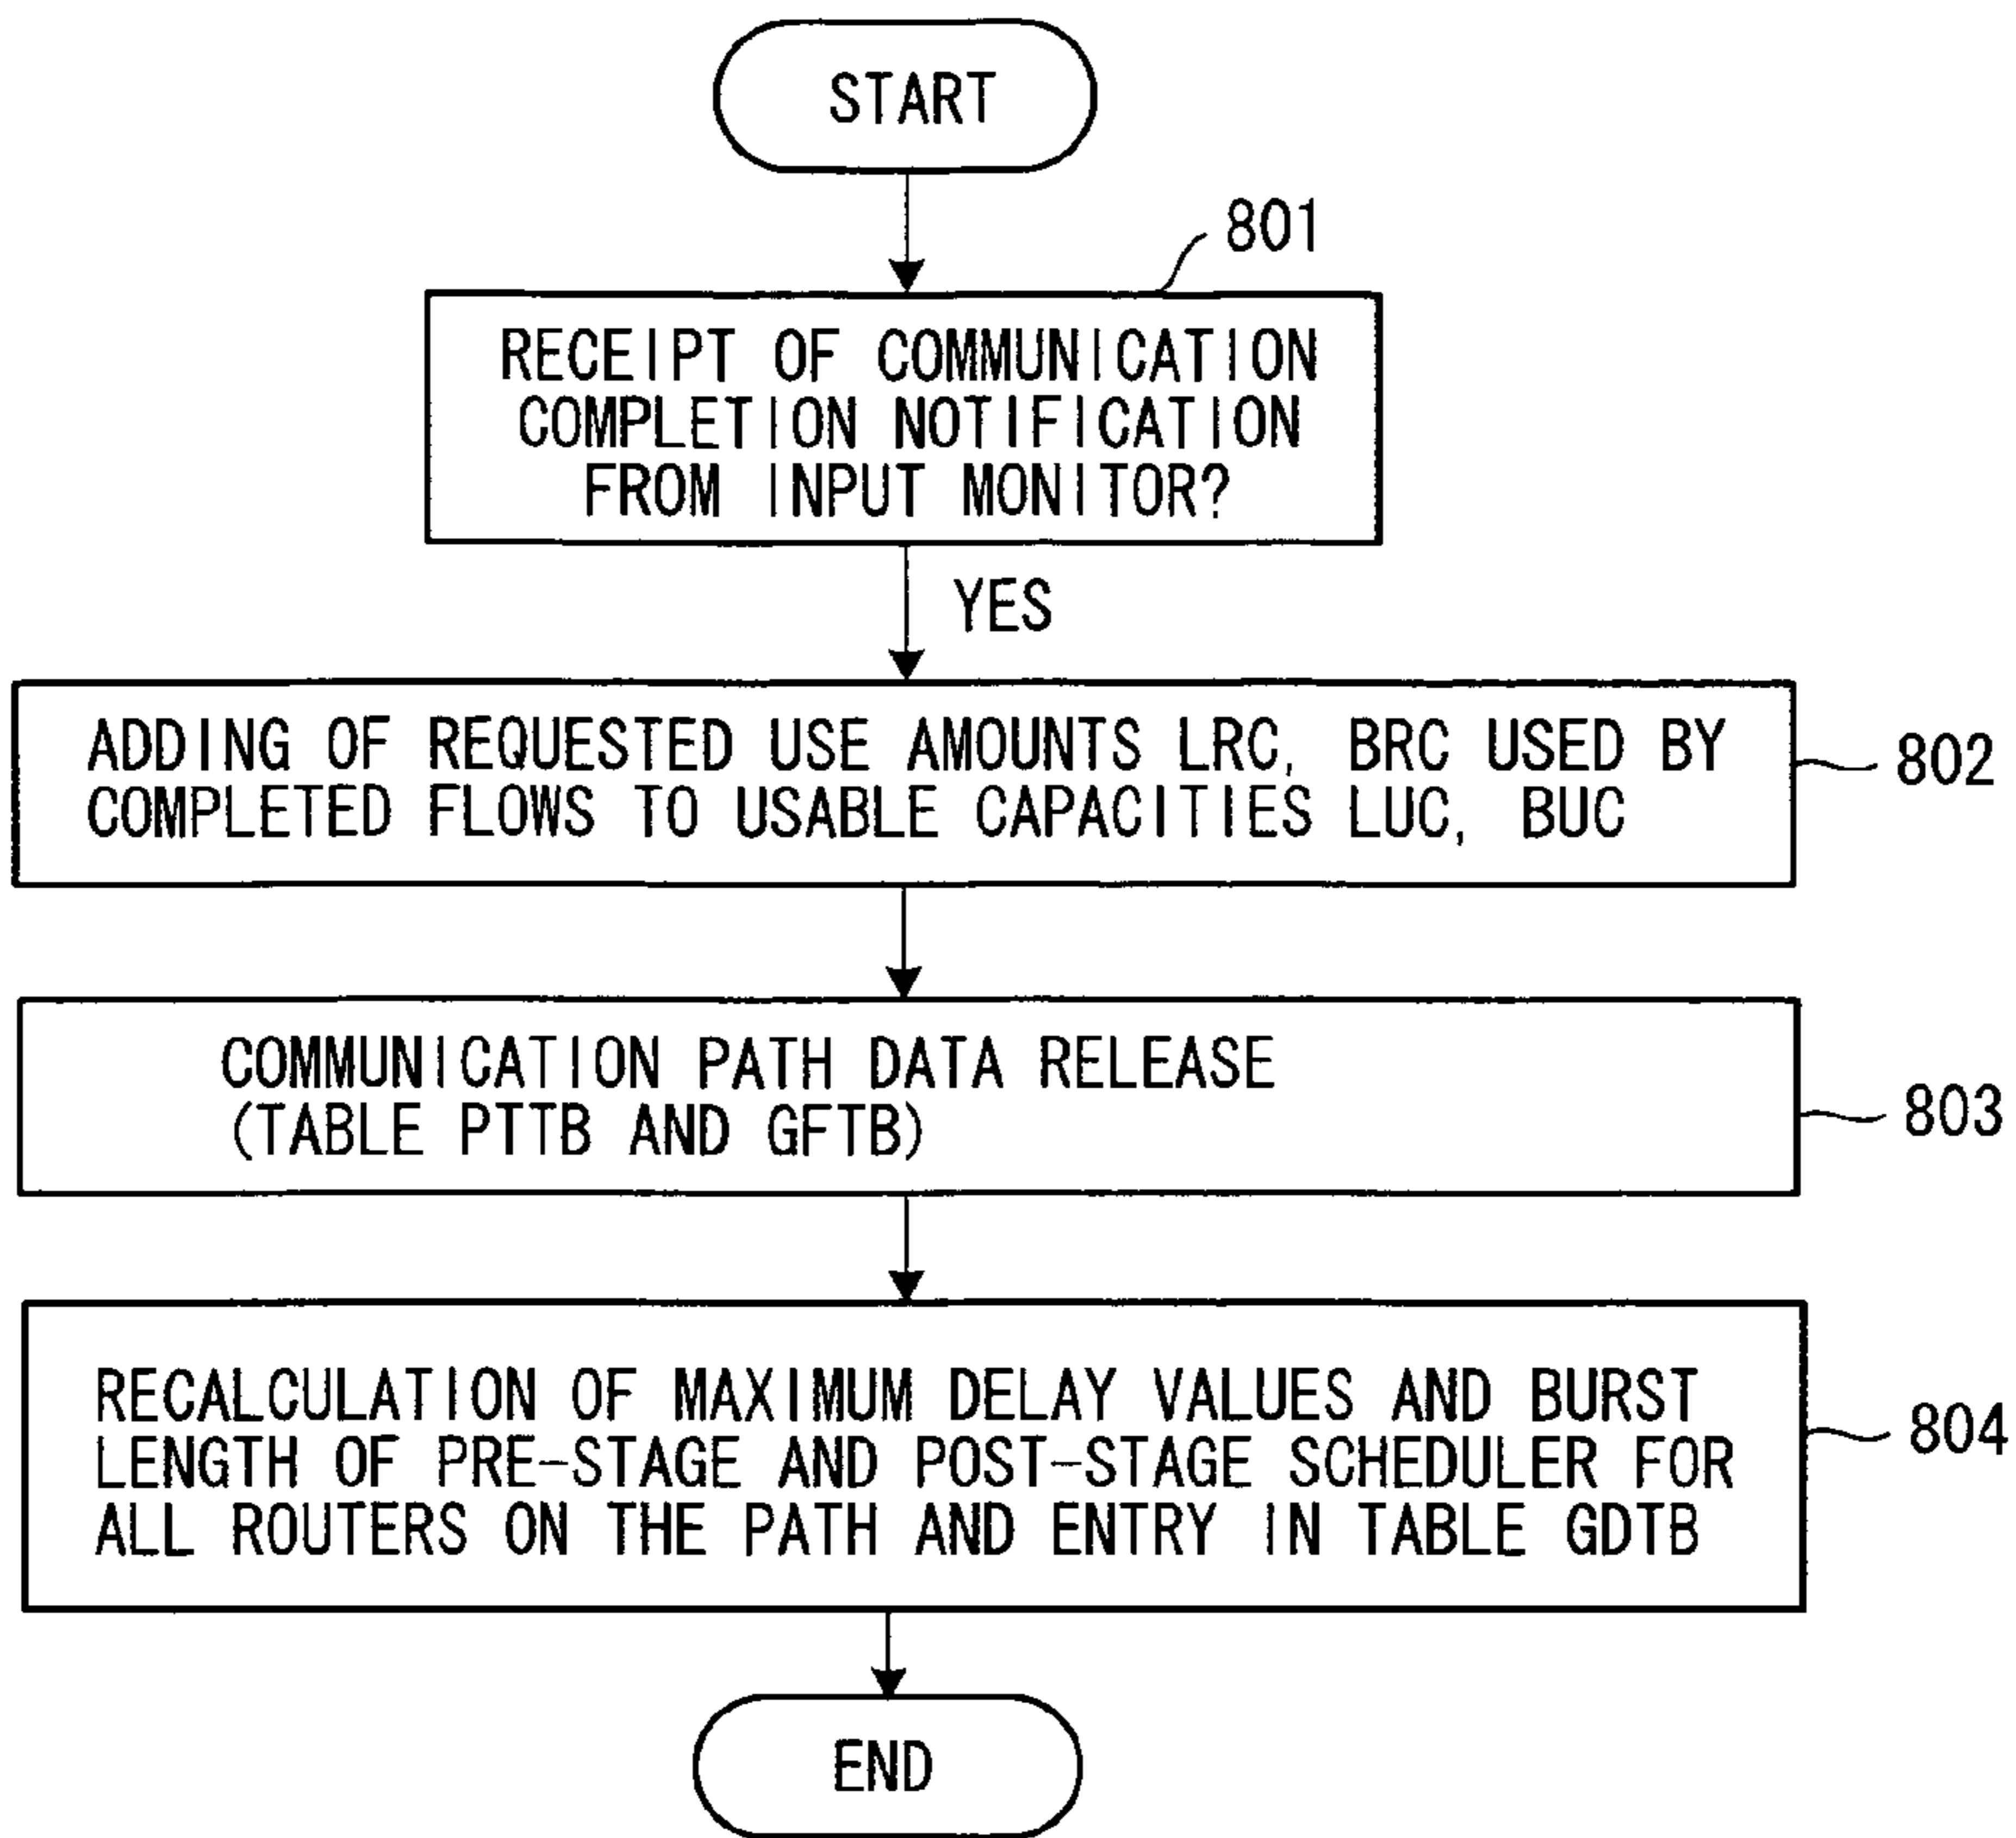 START
801
RECEIPT OF COMMUNICATION
COMPLETION NOTIFICATION
FROM INPUT MONITOR?
YES
ADDING OF REQUESTED USE AMOUNTS LRC, BRC USED BY
COMPLETED FLOWS TO USABLE CAPACITIES LUC, BUC
802
COMMUNICATION PATH DATA RELEASE
(TABLE PTTB AND GFTB)
803
RECALCULATION OF MAXIMUM DELAY VALUES AND BURST
LENGTH OF PRE-STAGE AND POST-STAGE SCHEDULER FOR
ALL ROUTERS ON THE PATH AND ENTRY IN TABLE GDTB
804
END